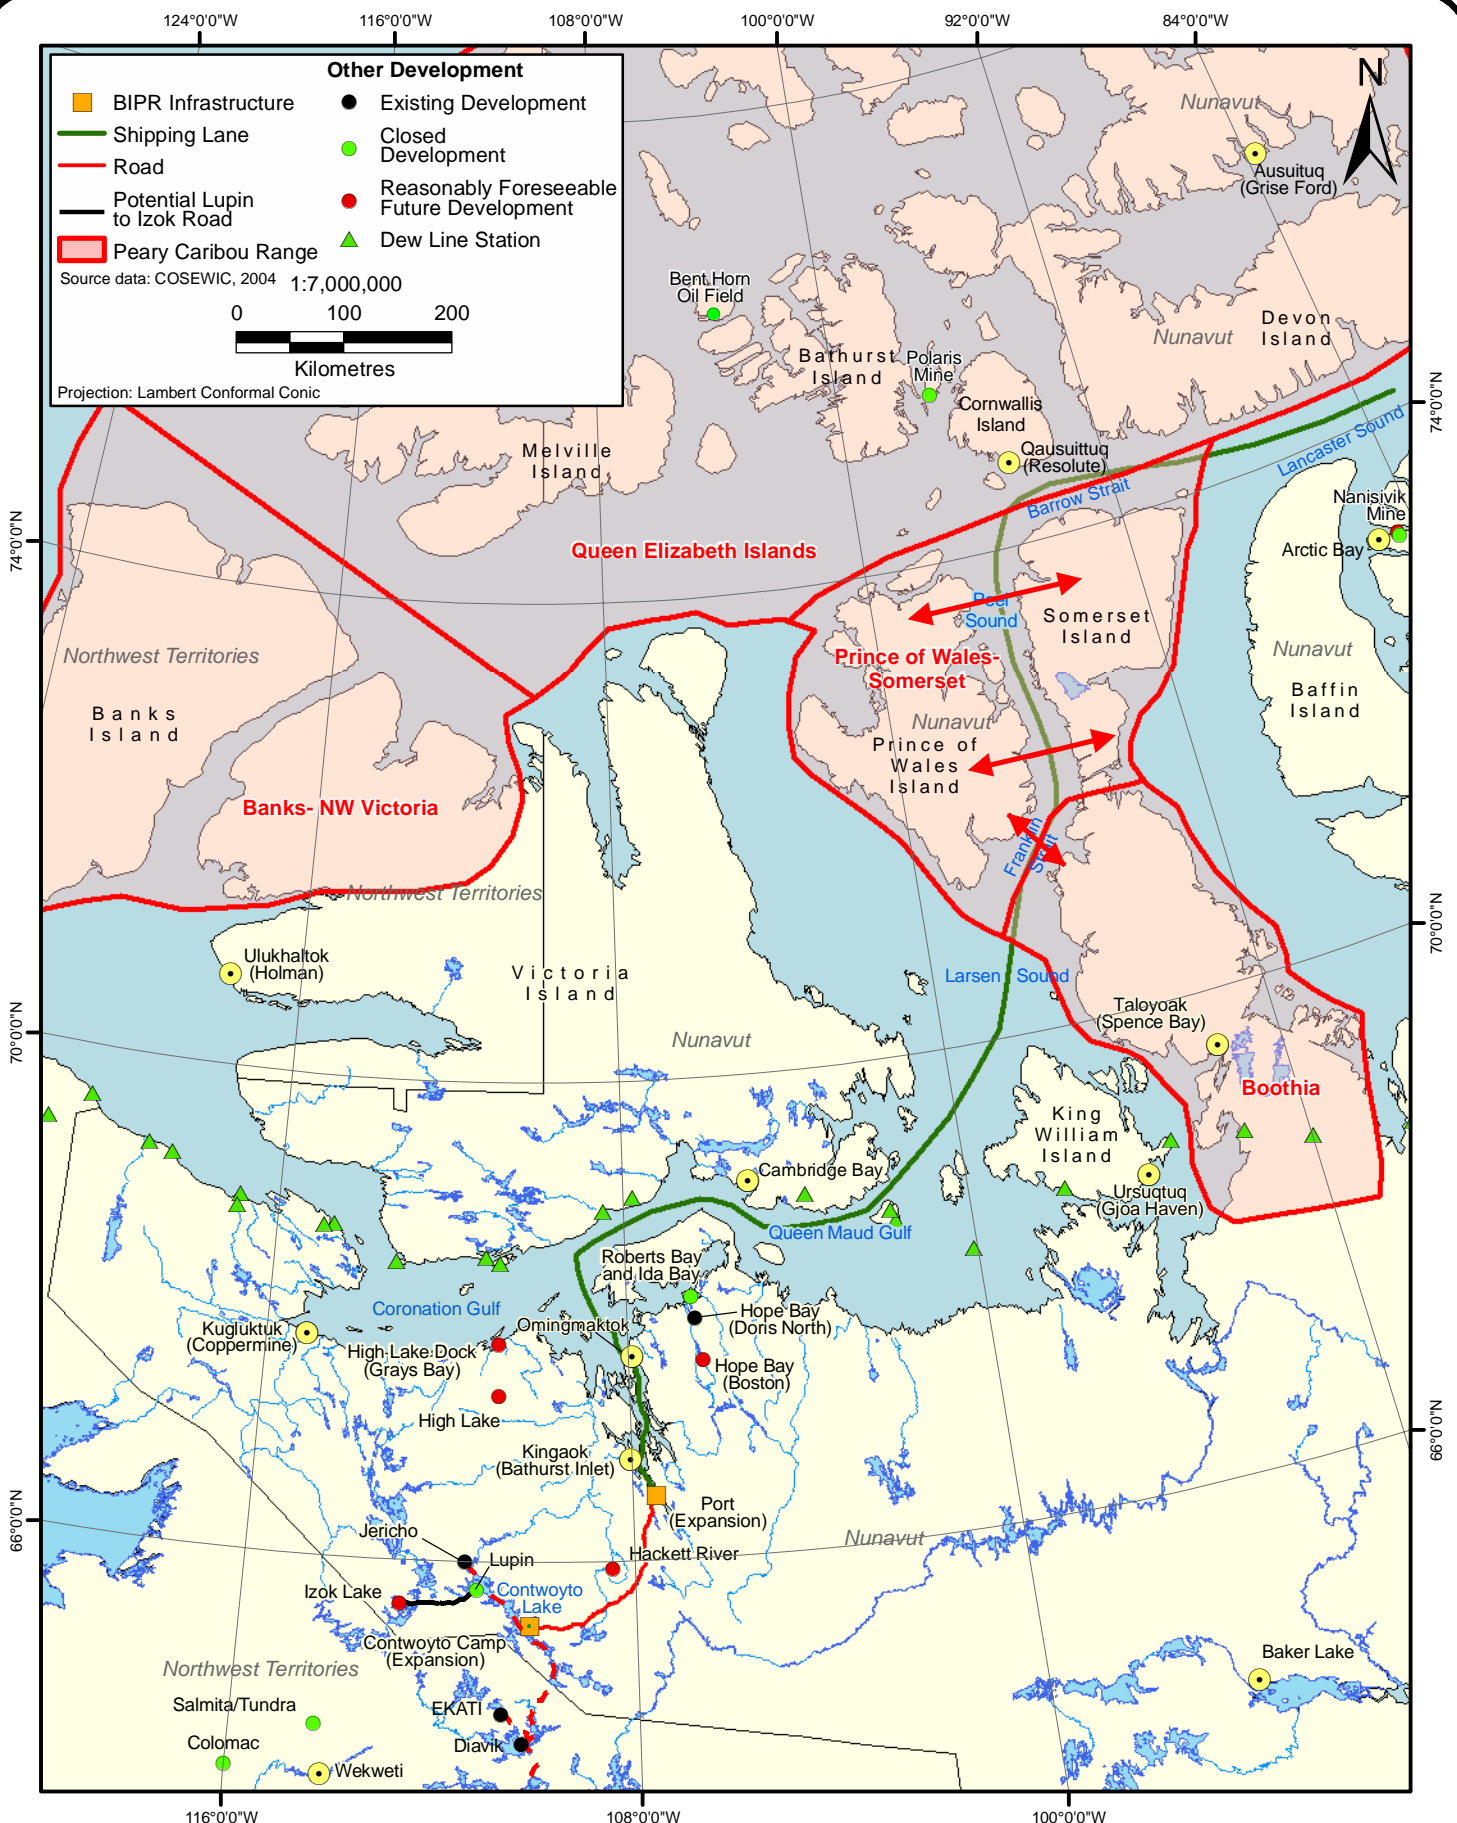 124°0'0"W
116°0'0"W
108°0'0"W
100°0'0"W
92°0'0"W
84°0'0"W
Other Development
BIPR Infrastructure
Shipping Lane
Road
Potential Lupin
to Izok Road
Peary Caribou Range
Existing Development
Closed
Development
Reasonably Foreseeable
Future Development
Dew Line Station
Source data: COSEWIC, 2004
1:7,000,000
0 100 200
Kilometres
Projection: Lambert Conformal Conic
N
Nunavut
Ausuituq
(Grise Ford)
Bent Horn
Oil Field
Nunavut
Devon
Island
Bathurst
Island
Polaris
Mine
Cornwallis
Island
74°0'0"N
Melville
Island
Qausuittuq
(Resolute)
Lancaster Sound
Barrow Strait
Nanisivik
Mine
Arctic Bay
74°0'0"N
Queen Elizabeth Islands
Peel
Sound
Somerset
Island
Northwest Territories
Prince of Wales-
Somerset
Nunavut
Banks
Island
Nunavut
Baffin
Island
Prince of
Wales
Island
Banks- NW Victoria
Franklin
Strait
Northwest Territories
70°0'0"N
Ulukhaltok
(Holman)
Victoria
Island
Larsen Sound
Taloyoak
(Spence Bay)
70°0'0"N
Nunavut
Boothia
King
William
Island
Cambridge Bay
Ursuqtuq
(Gjoa Haven)
Queen Maud Gulf
Roberts Bay
and Ida Bay
Coronation Gulf
Omingmaktok
Hope Bay
(Doris North)
Kugluktuk
(Coppermine)
High Lake Dock
(Grays Bay)
Hope Bay
(Boston)
High Lake
66°0'0"N
Kingaok
(Bathurst Inlet)
Port
(Expansion)
66°0'0"N
Jericho
Nunavut
Hackett River
Lupin
Izok Lake
Contwoyto
Lake
Contwoyto Camp
(Expansion)
Baker Lake
Northwest Territories
Salmita/Tundra
EKATI
Colomac
Diavik
Wekweti
116°0'0"W
108°0'0"W
100°0'0"W